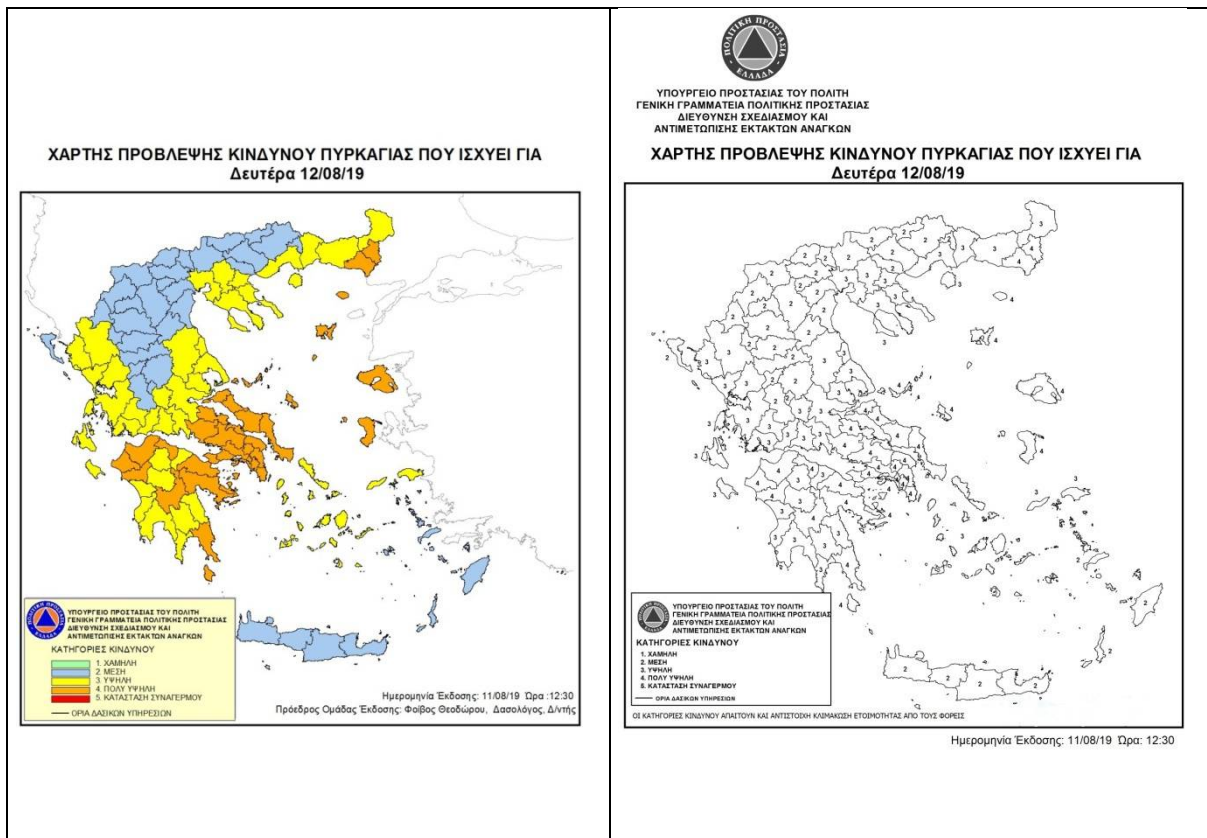 ΧΑΡΤΗΣ ΠΡΟΒΛΕΨΗΣ ΚΙΝΔΥΝΟΥ ΠΥΡΚΑΓΙΑΣ ΠΟΥ ΙΣΧΥΕΙ ΓΙΑ
Δευτέρα 12/08/19
ΥΠΟΥΡΓΕΙΟ ΠΡΟΣΤΑΣΙΑΣ ΤΟΥ ΠΟΛΙΤΗ
ΓΕΝΙΚΗ ΓΡΑΜΜΑΤΕΙΑ ΠΟΛΙΤΙΚΗΣ ΠΡΟΣΤΑΣΙΑΣ
ΔΙΕΥΘΥΝΣΗ ΣΧΕΔΙΑΣΜΟΥ ΚΑΙ
ΑΝΤΙΜΕΤΩΠΙΣΗΣ ΕΚΤΑΚΤΩΝ ΑΝΑΓΚΩΝ
ΚΑΤΗΓΟΡΙΕΣ ΚΙΝΔΥΝΟΥ
1. ΧΑΜΗΛΗ
2. ΜΕΣΗ
3. ΥΨΗΛΗ
4. ΠΟΛΥ ΥΨΗΛΗ
5. ΚΑΤΑΣΤΑΣΗ ΣΥΝΑΓΕΡΜΟΥ
ΟΡΙΑ ΔΑΣΙΚΩΝ ΥΠΗΡΕΣΙΩΝ
Ημερομηνία Έκδοσης: 11/08/19 Ώρα :12:30
Πρόεδρος Ομάδας Έκδοσης: Φοίβος Θεοδώρου, Δασολόγος, Δ/ντής
ΠΟΛΙΤΙΚΗ ΠΡΟΣΤΑΣΙΑ
ΕΛΛΑΔΑ
ΥΠΟΥΡΓΕΙΟ ΠΡΟΣΤΑΣΙΑΣ ΤΟΥ ΠΟΛΙΤΗ
ΓΕΝΙΚΗ ΓΡΑΜΜΑΤΕΙΑ ΠΟΛΙΤΙΚΗΣ ΠΡΟΣΤΑΣΙΑΣ
ΔΙΕΥΘΥΝΣΗ ΣΧΕΔΙΑΣΜΟΥ ΚΑΙ
ΑΝΤΙΜΕΤΩΠΙΣΗΣ ΕΚΤΑΚΤΩΝ ΑΝΑΓΚΩΝ
ΧΑΡΤΗΣ ΠΡΟΒΛΕΨΗΣ ΚΙΝΔΥΝΟΥ ΠΥΡΚΑΓΙΑΣ ΠΟΥ ΙΣΧΥΕΙ ΓΙΑ
Δευτέρα 12/08/19
ΥΠΟΥΡΓΕΙΟ ΠΡΟΣΤΑΣΙΑΣ ΤΟΥ ΠΟΛΙΤΗ
ΓΕΝΙΚΗ ΓΡΑΜΜΑΤΕΙΑ ΠΟΛΙΤΙΚΗΣ ΠΡΟΣΤΑΣΙΑΣ
ΔΙΕΥΘΥΝΣΗ ΣΧΕΔΙΑΣΜΟΥ ΚΑΙ
ΑΝΤΙΜΕΤΩΠΙΣΗΣ ΕΚΤΑΚΤΩΝ ΑΝΑΓΚΩΝ
ΚΑΤΗΓΟΡΙΕΣ ΚΙΝΔΥΝΟΥ
1. ΧΑΜΗΛΗ
2. ΜΕΣΗ
3. ΥΨΗΛΗ
4. ΠΟΛΥ ΥΨΗΛΗ
5. ΚΑΤΑΣΤΑΣΗ ΣΥΝΑΓΕΡΜΟΥ
ΟΡΙΑ ΔΑΣΙΚΩΝ ΥΠΗΡΕΣΙΩΝ
ΟΙ ΚΑΤΗΓΟΡΙΕΣ ΚΙΝΔΥΝΟΥ ΑΠΑΙΤΟΥΝ ΚΑΙ ΑΝΤΙΣΤΟΙΧΗ ΚΛΙΜΑΚΩΣΗ ΕΤΟΙΜΟΤΗΤΑΣ ΑΠΟ ΤΟΥΣ ΦΟΡΕΙΣ
Ημερομηνία Έκδοσης: 11/08/19 Ώρα: 12:30